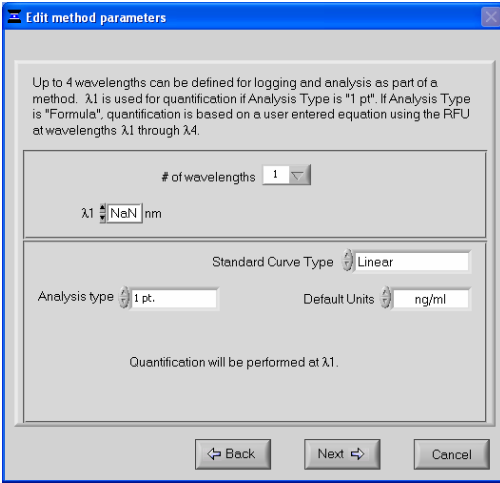 Edit method parameters
Up to 4 wavelengths can be defined for logging and analysis as part of a
method. λ1 is used for quantification if Analysis Type is "1 pt". If Analysis Type
is "Formula", quantification is based on a user entered equation using the RFU
at wavelengths λ1 through λ4.
# of wavelengths 1
λ1 NaN nm
Standard Curve Type Linear
Analysis type 1 pt. Default Units ng/ml
Quantification will be performed at λ1.
Back Next Cancel